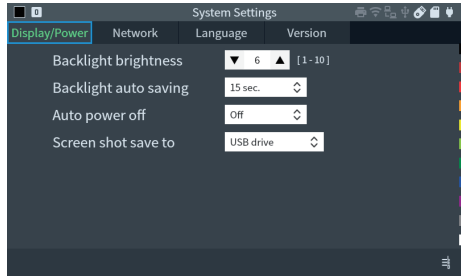 0 System Settings
Display/Power Network Language Version
Backlight brightness 6 [1-10]
Backlight auto saving 15 sec.
Auto power off Off
Screen shot save to USB drive